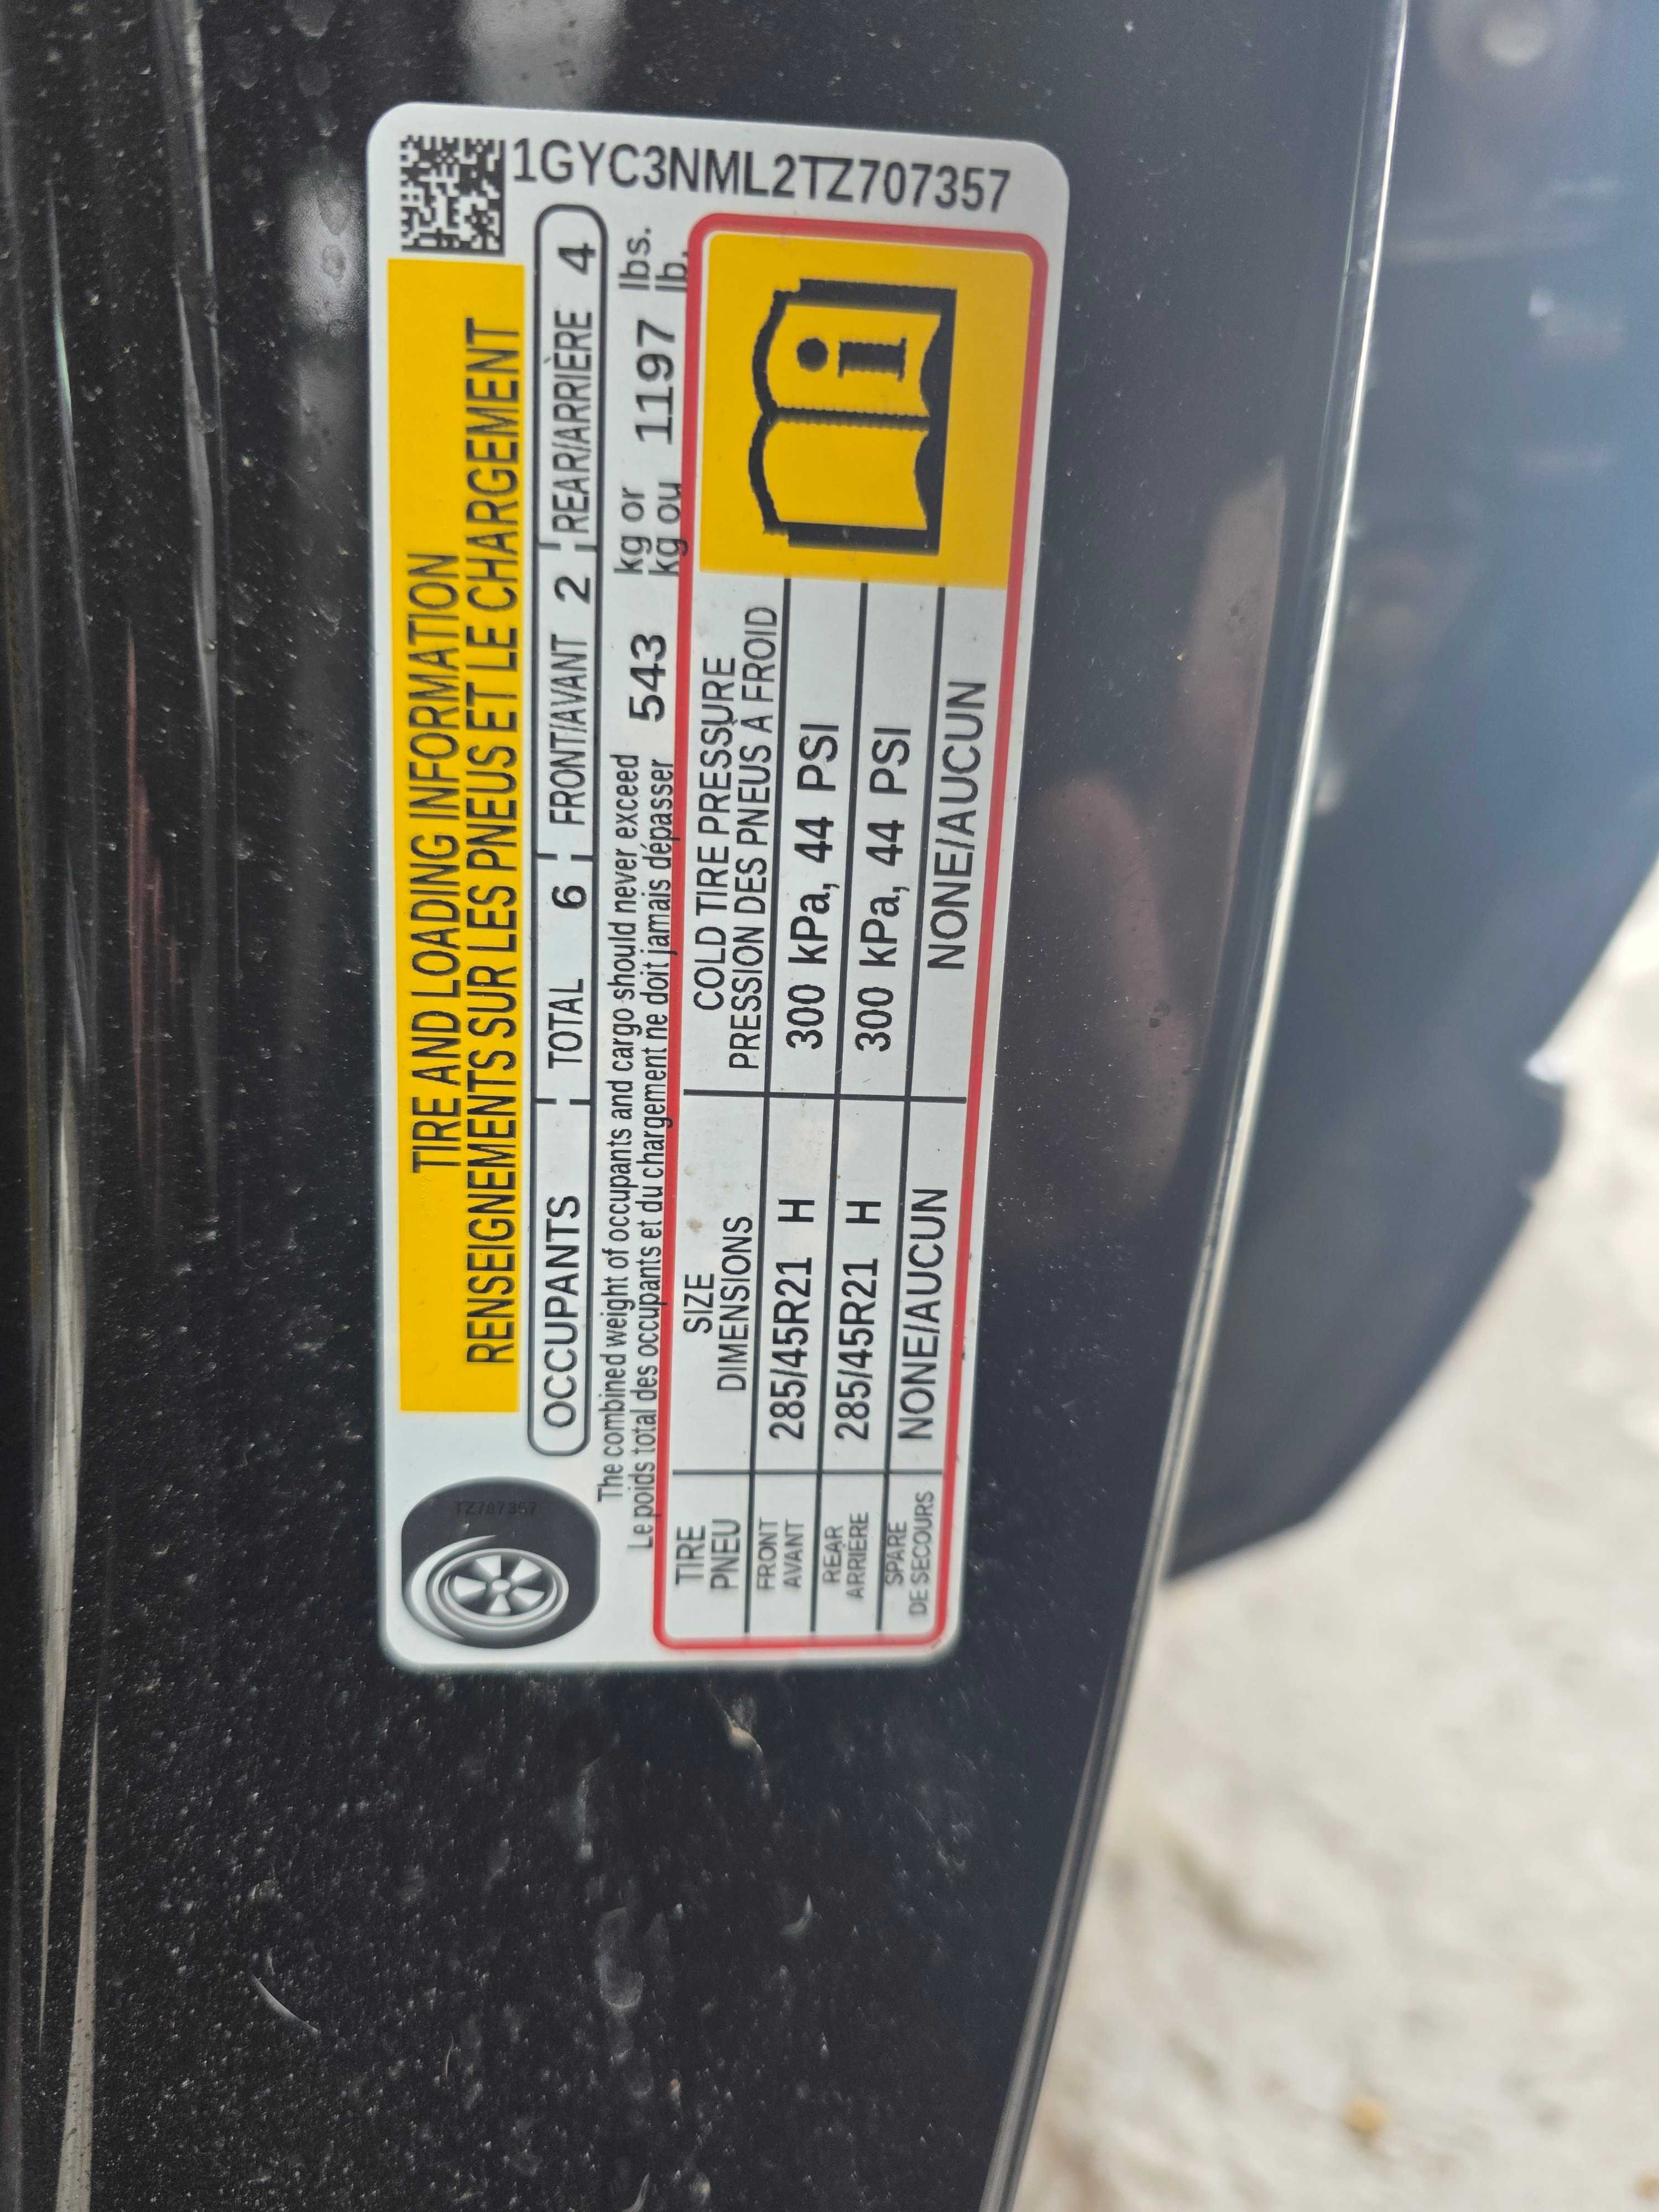 1GYC3NML2TZ707357
TIRE AND LOADING INFORMATION
RENSEIGNEMENTS SUR LES PNEUS ET LE CHARGEMENT
OCCUPANTS TOTAL 6 FRONT/AVANT 2 REAR/ARRIÈRE 4
The combined weight of occupants and cargo should never exceed kg or lbs.
543 1197
Le poids total des occupants et du chargement ne doit jamais dépasser kg ou lb.
TIRE SIZE COLD TIRE PRESSURE
PNEU DIMENSIONS PRESSION DES PNEUS À FROID
FRONT
AVANT 285/45R21 H 300 kPa, 44 PSI
REAR
ARRIERE 285/45R21 H 300 kPa, 44 PSI
SPARE
DE SECOURS NONE/AUCUN NONE/AUCUN
i
TZ707357